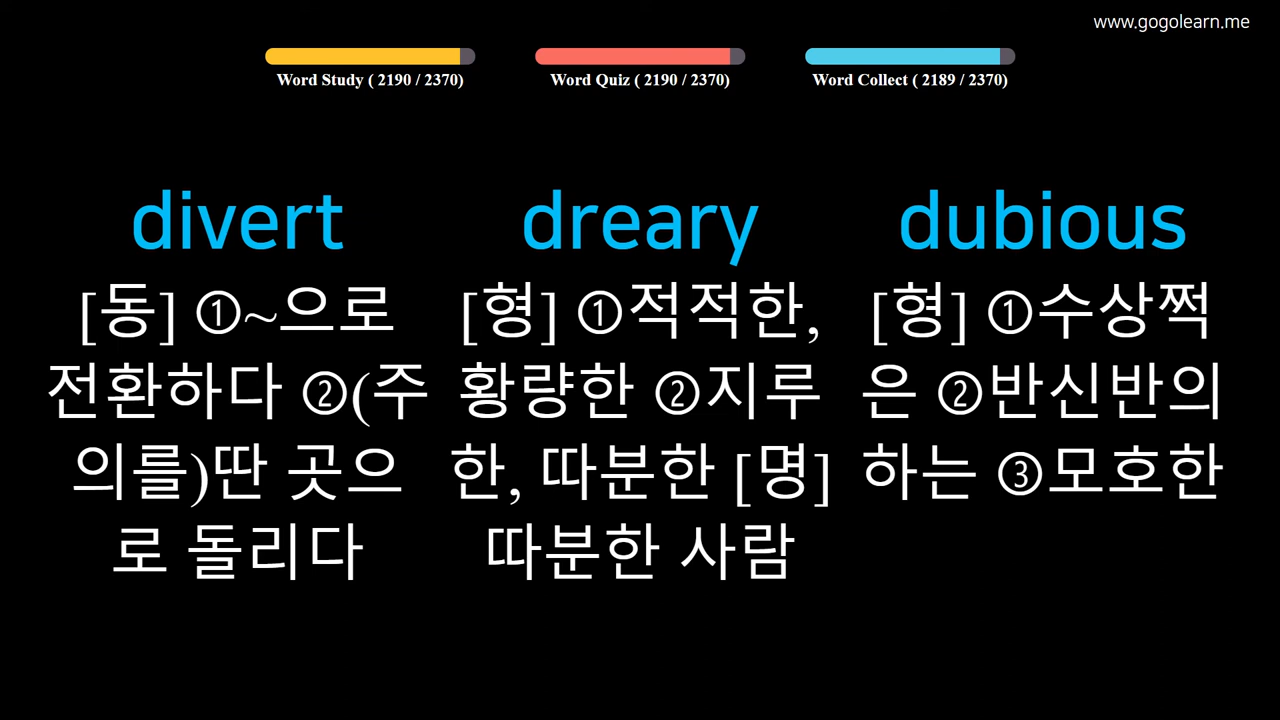 www.gogolearn.me
Word Study ( 2190 / 2370)
Word Quiz ( 2190 / 2370)
Word Collect ( 2189 / 2370)
divert
[동] ①~으로
전환하다 ②(주
의를)딴 곳으
로 돌리다
dreary
[형] ①적적한,
황량한 ②지루
한, 따분한 [명]
따분한 사람
dubious
[형] ①수상쩍
은 ②반신반의
하는 ③모호한